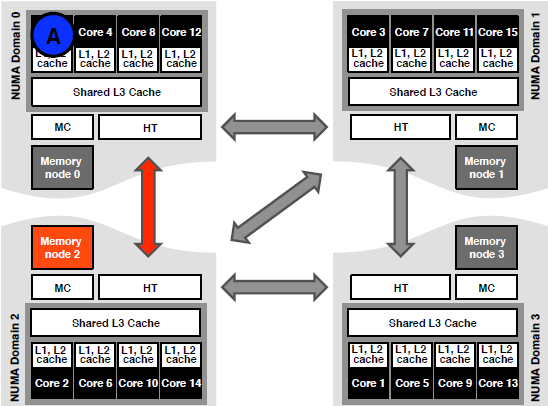 NUMA Domain 0
A
Core 4
Core 8
Core 12
L1, L2
cache
L1, L2
cache
L1, L2
cache
L1, L2
cache
Shared L3 Cache
MC
HT
Memory
node 0
NUMA Domain 1
Core 3
Core 7
Core 11
Core 15
L1, L2
cache
L1, L2
cache
L1, L2
cache
L1, L2
cache
Shared L3 Cache
HT
MC
Memory
node 1
NUMA Domain 2
Memory
node 2
MC
HT
Shared L3 Cache
L1, L2
cache
L1, L2
cache
L1, L2
cache
L1, L2
cache
Core 2
Core 6
Core 10
Core 14
NUMA Domain 3
Memory
node 3
HT
MC
Shared L3 Cache
L1, L2
cache
L1, L2
cache
L1, L2
cache
L1, L2
cache
Core 1
Core 5
Core 9
Core 13